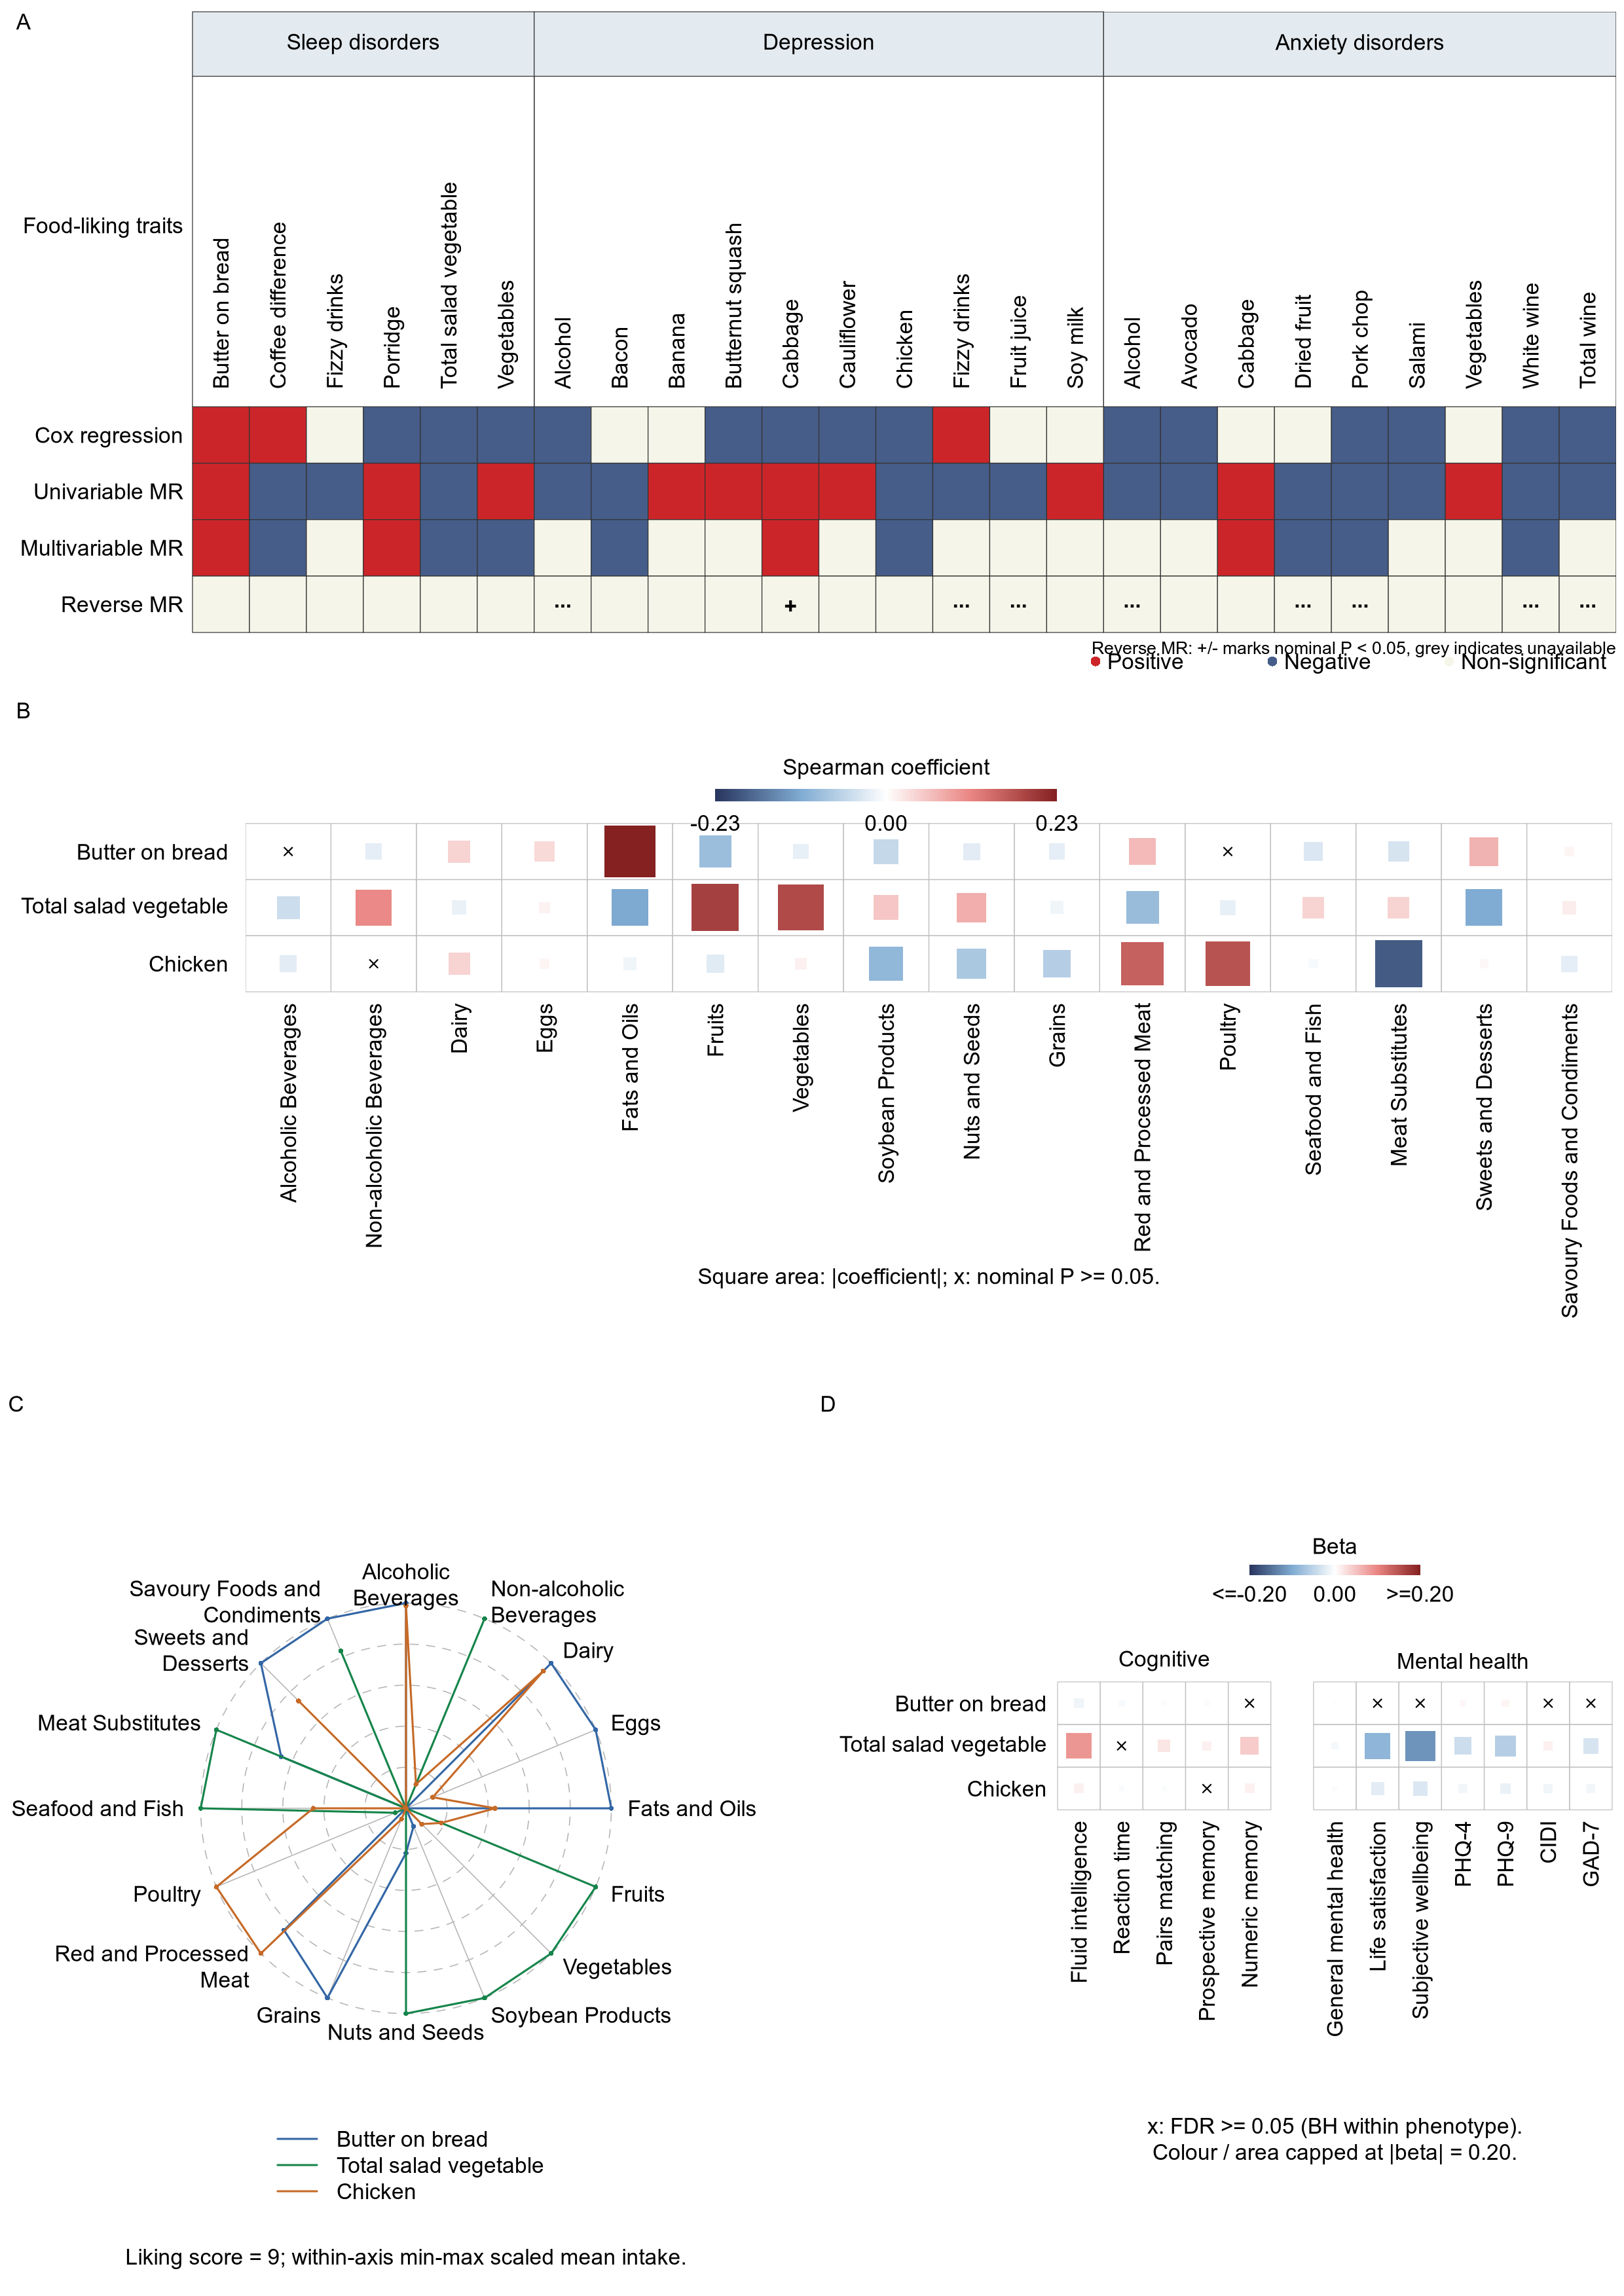 A
Sleep disorders
Depression
Anxiety disorders
Food-liking traits
Butter on bread
Coffee difference
Fizzy drinks
Porridge
Total salad vegetable
Vegetables
Alcohol
Bacon
Banana
Butternut squash
Cabbage
Cauliflower
Chicken
Fizzy drinks
Fruit juice
Soy milk
Alcohol
Avocado
Cabbage
Dried fruit
Pork chop
Salami
Vegetables
White wine
Total wine
Cox regression
Univariable MR
Multivariable MR
Reverse MR
... + ... ... ... ... ... ... ...
Reverse MR: +/- marks nominal P < 0.05, grey indicates unavailable
Positive Negative Non-significant
B
Spearman coefficient
-0.23 0.00 0.23
Butter on bread × ×
Total salad vegetable
Chicken ×
Alcoholic Beverages
Non-alcoholic Beverages
Dairy
Eggs
Fats and Oils
Fruits
Vegetables
Soybean Products
Nuts and Seeds
Grains
Red and Processed Meat
Poultry
Seafood and Fish
Meat Substitutes
Sweets and Desserts
Savoury Foods and Condiments
Square area: |coefficient|; x: nominal P >= 0.05.
C
Alcoholic
Beverages
Non-alcoholic
Beverages
Dairy
Eggs
Fats and Oils
Fruits
Vegetables
Soybean Products
Nuts and Seeds
Grains
Red and Processed
Meat
Poultry
Seafood and Fish
Meat Substitutes
Sweets and
Desserts
Savoury Foods and
Condiments
Butter on bread
Total salad vegetable
Chicken
Liking score = 9; within-axis min-max scaled mean intake.
D
Beta
<=-0.20 0.00 >=0.20
Cognitive
Mental health
Butter on bread × × × × ×
Total salad vegetable ×
Chicken ×
Fluid intelligence
Reaction time
Pairs matching
Prospective memory
Numeric memory
General mental health
Life satisfaction
Subjective wellbeing
PHQ-4
PHQ-9
CIDI
GAD-7
x: FDR >= 0.05 (BH within phenotype).
Colour / area capped at |beta| = 0.20.